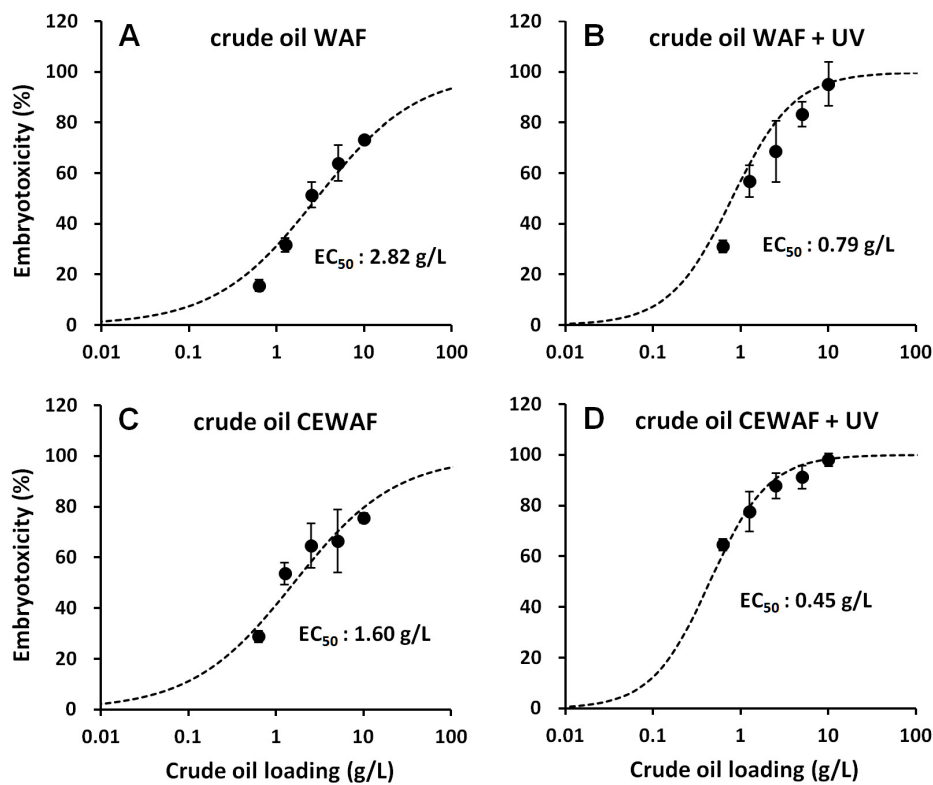 A crude oil WAF
120
100
80
60
40
20
0
Embryotoxicity (%)
EC50 : 2.82 g/L
0.01 0.1 1 10 100
B crude oil WAF + UV
120
100
80
60
40
20
0
EC50 : 0.79 g/L
0.01 0.1 1 10 100
C crude oil CEWAF
120
100
80
60
40
20
0
Embryotoxicity (%)
EC50 : 1.60 g/L
0.01 0.1 1 10 100
Crude oil loading (g/L)
D crude oil CEWAF + UV
120
100
80
60
40
20
0
EC50 : 0.45 g/L
0.01 0.1 1 10 100
Crude oil loading (g/L)